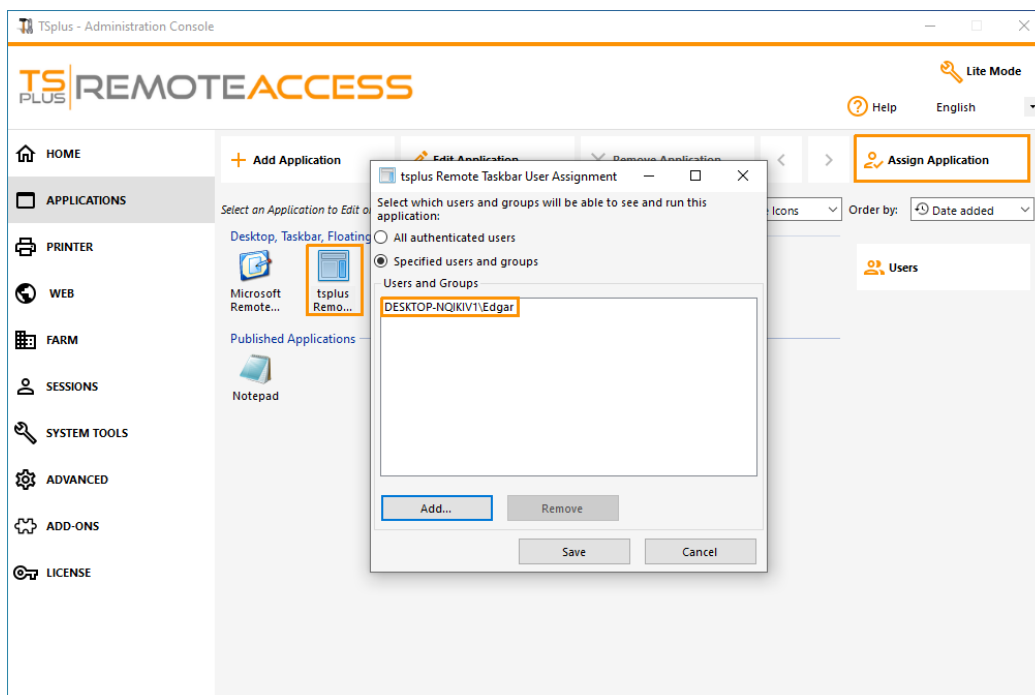 TSplus - Administration Console
TS PLUS REMOTEACCESS
Lite Mode
Help English
HOME
APPLICATIONS
PRINTER
WEB
FARM
SESSIONS
SYSTEM TOOLS
ADVANCED
ADD-ONS
LICENSE
Add Application
Edit Application
Remove Application
Assign Application
Select an Application to Edit o
Icons
Order by: Date added
Desktop, Taskbar, Floating
Microsoft
Remote...
tsplus
Remo...
Users
Published Applications
Notepad
tsplus Remote Taskbar User Assignment
Select which users and groups will be able to see and run this
application:
All authenticated users
Specified users and groups
Users and Groups
DESKTOP-NQIKIV1\Edgar
Add... Remove
Save Cancel